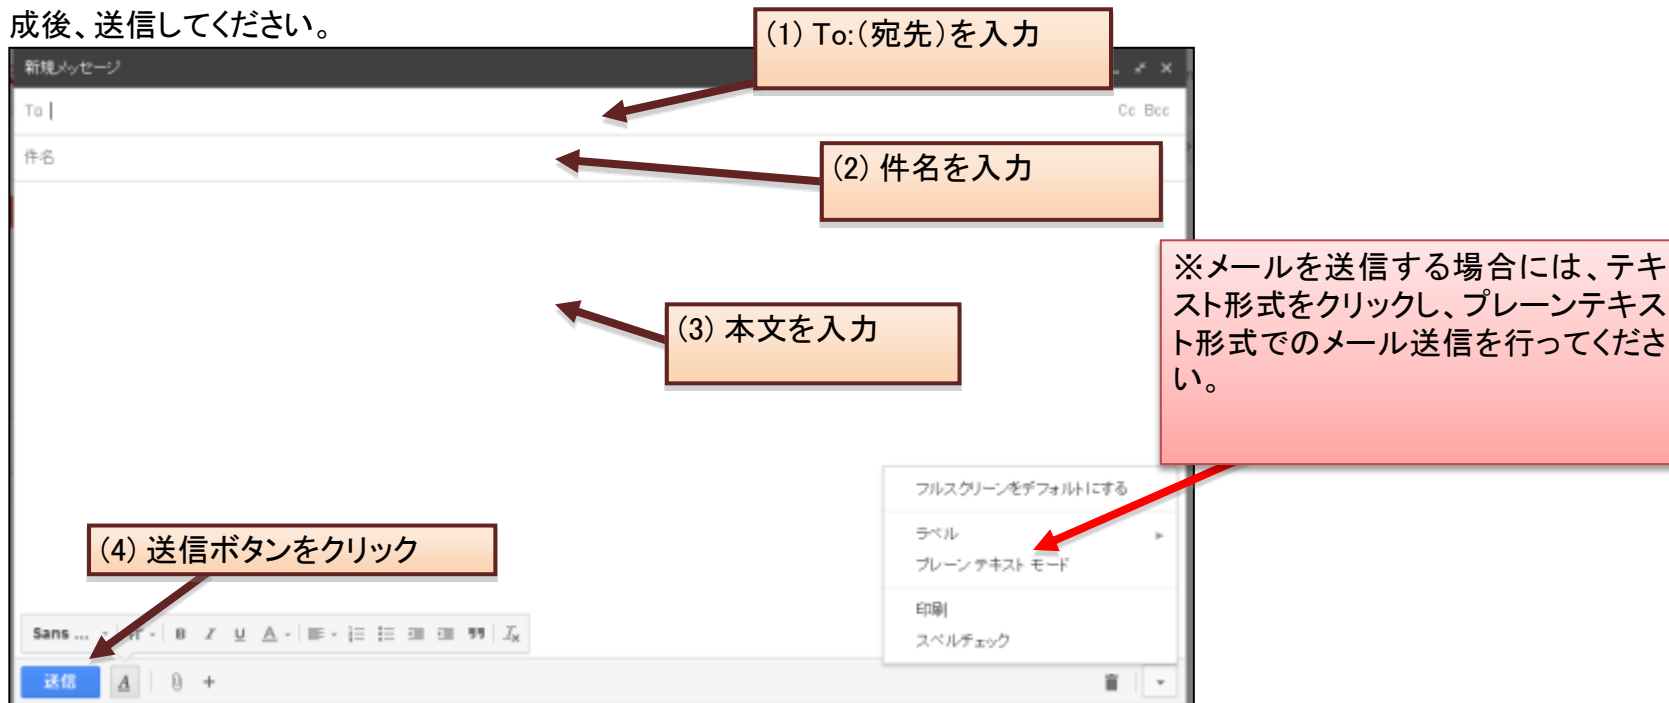 成後、送信してください。
(1) To:(宛先)を入力
新規メッセージ
To
Cc Bcc
件名
(2) 件名を入力
※メールを送信する場合には、テキ
スト形式をクリックし、プレーンテキス
ト形式でのメール送信を行ってくださ
い。
(3) 本文を入力
フルスクリーンをデフォルトにする
ラベル
プレーンテキスト モード
印刷
スペルチェック
(4) 送信ボタンをクリック
Sans ...
B I U A
送信 A